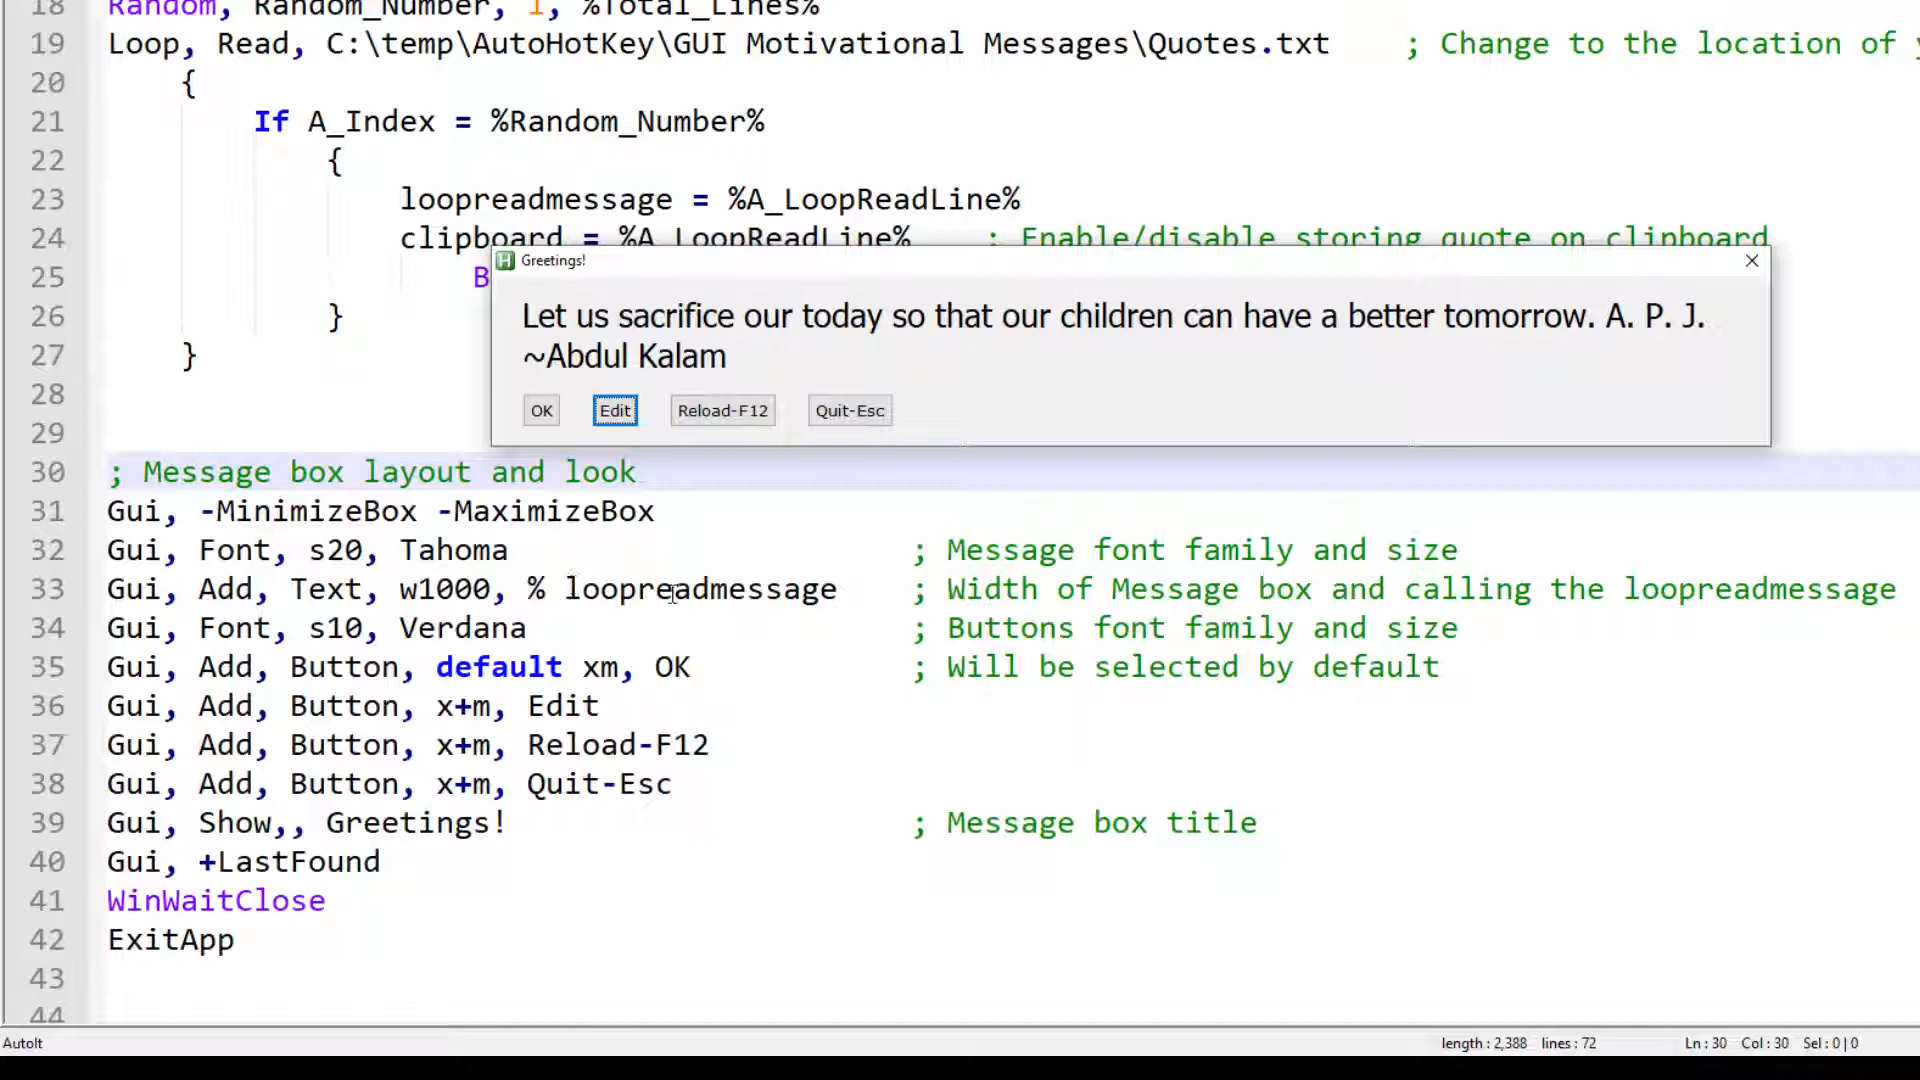 18 Random, Random_Number, 1, %Total_Lines%
19 Loop, Read, C:\temp\AutoHotKey\GUI Motivational Messages\Quotes.txt ; Change to the location of
20 {
21 If A_Index = %Random_Number%
22 {
23 loopreadmessage = %A_LoopReadLine%
24 clipboard = %A_LoopReadLine% ; Enable/disable storing quote on clipboard
25 B
Greetings!
Let us sacrifice our today so that our children can have a better tomorrow. A. P. J.
~Abdul Kalam
OK Edit Reload-F12 Quit-Esc
26 }
27 }
28
29
30 ; Message box layout and look
31 Gui, -MinimizeBox -MaximizeBox
32 Gui, Font, s20, Tahoma ; Message font family and size
33 Gui, Add, Text, w1000, % loopreadmessage ; Width of Message box and calling the loopreadmessage
34 Gui, Font, s10, Verdana ; Buttons font family and size
35 Gui, Add, Button, default xm, OK ; Will be selected by default
36 Gui, Add, Button, x+m, Edit
37 Gui, Add, Button, x+m, Reload-F12
38 Gui, Add, Button, x+m, Quit-Esc
39 Gui, Show,, Greetings! ; Message box title
40 Gui, +LastFound
41 WinWaitClose
42 ExitApp
43
44
AutoIt length : 2,388 lines : 72 Ln : 30 Col : 30 Sel : 0 | 0